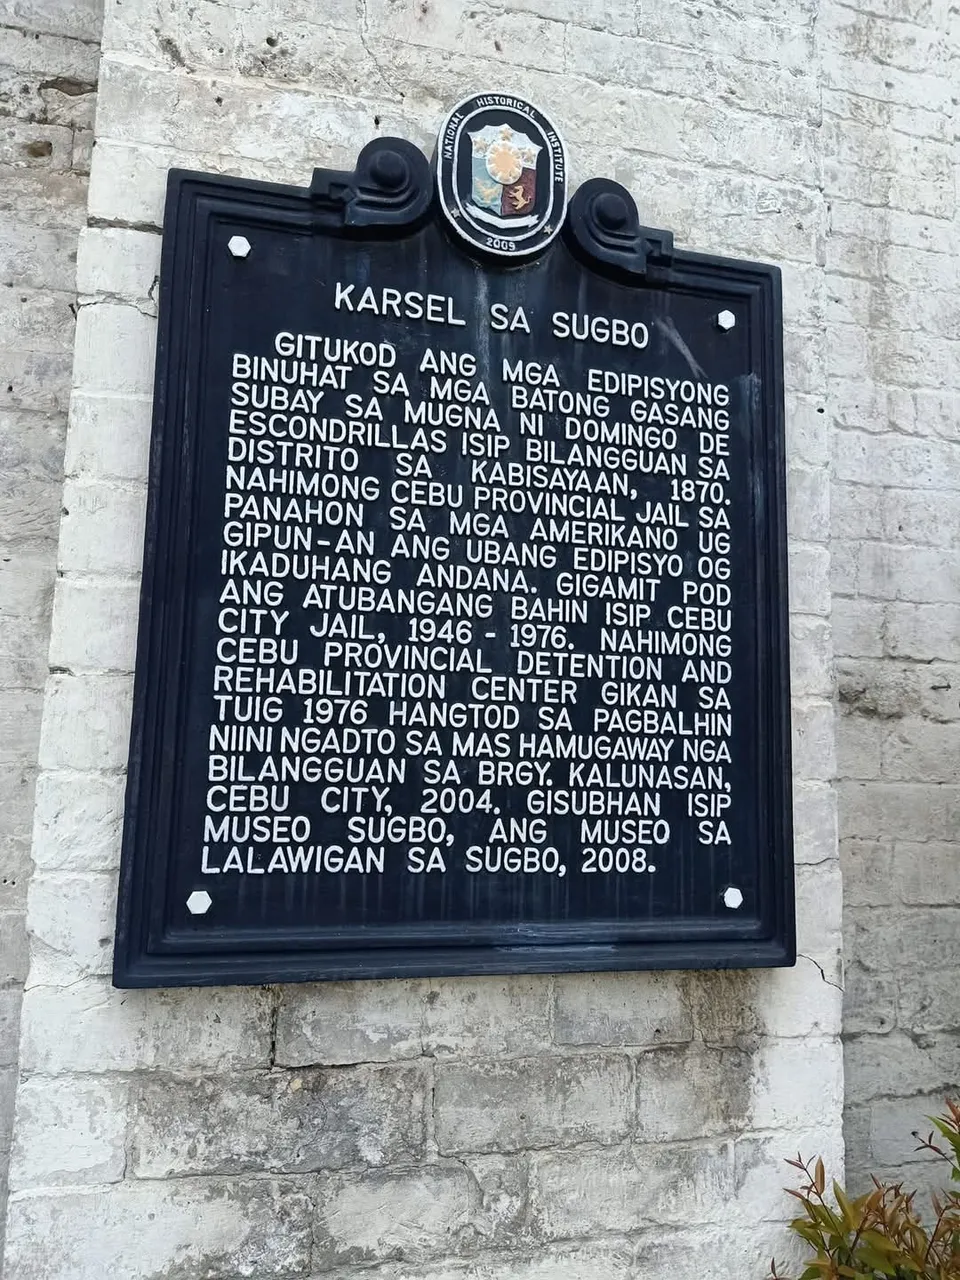 NATIONAL HISTORICAL INSTITUTE
2009
KARSEL SA SUGBO
GITUKOD ANG MGA EDIPISYONG
BINUHAT SA MGA BATONG GASANG
SUBAY SA MUGNA NI DOMINGO DE
ESCONDRILLAS ISIP BILANGGUAN SA
DISTRITO SA KABISAYAAN, 1870.
NAHIMONG CEBU PROVINCIAL JAIL SA
PANAHON SA MGA AMERIKANO UG
GIPUN-AN ANG UBANG EDIPISYO OG
IKADUHANG ANDANA. GIGAMIT POD
ANG ATUBANGANG BAHIN ISIP CEBU
CITY JAIL, 1946 - 1976. NAHIMONG
CEBU PROVINCIAL DETENTION AND
REHABILITATION CENTER GIKAN SA
TUIG 1976 HANGTOD SA PAGBALHIN
NIINI NGADTO SA MAS HAMUGAWAY NGA
BILANGGUAN SA BRGY. KALUNASAN,
CEBU CITY, 2004. GISUBHAN ISIP
MUSEO SUGBO, ANG MUSEO SA
LALAWIGAN SA SUGBO, 2008.